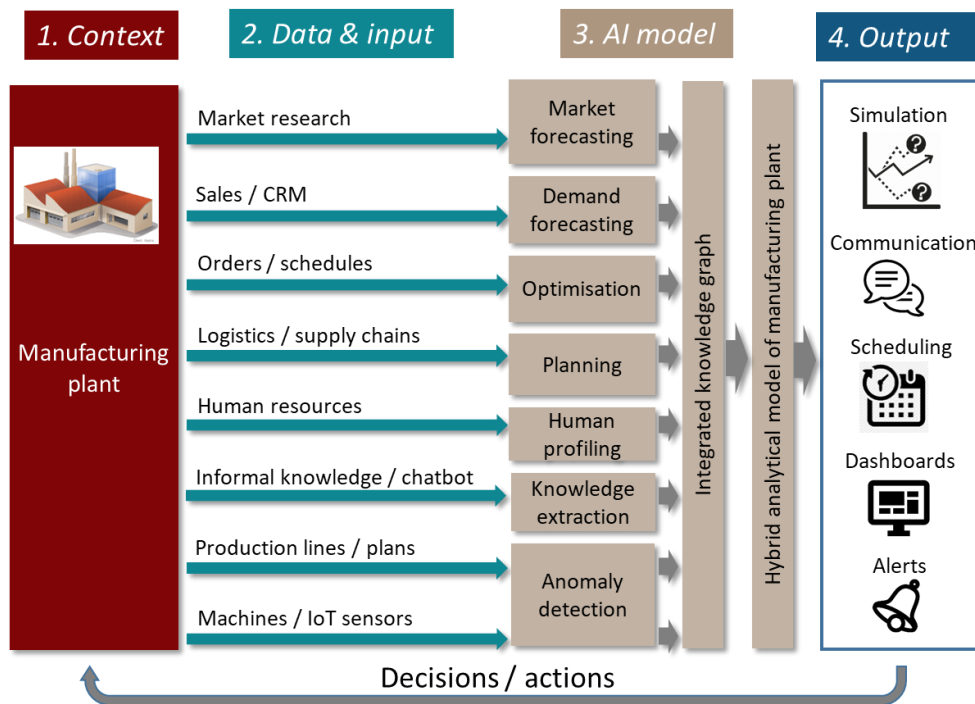 1. Context
2. Data & input
3. AI model
4. Output
Manufacturing
plant
Market research
Sales / CRM
Orders / schedules
Logistics / supply chains
Human resources
Informal knowledge / chatbot
Production lines / plans
Machines / IoT sensors
Market
forecasting
Demand
forecasting
Optimisation
Planning
Human
profiling
Knowledge
extraction
Anomaly
detection
Integrated knowledge graph
Hybrid analytical model of manufacturing plant
Simulation
?
?
Communication
Scheduling
Dashboards
Alerts
Decisions / actions